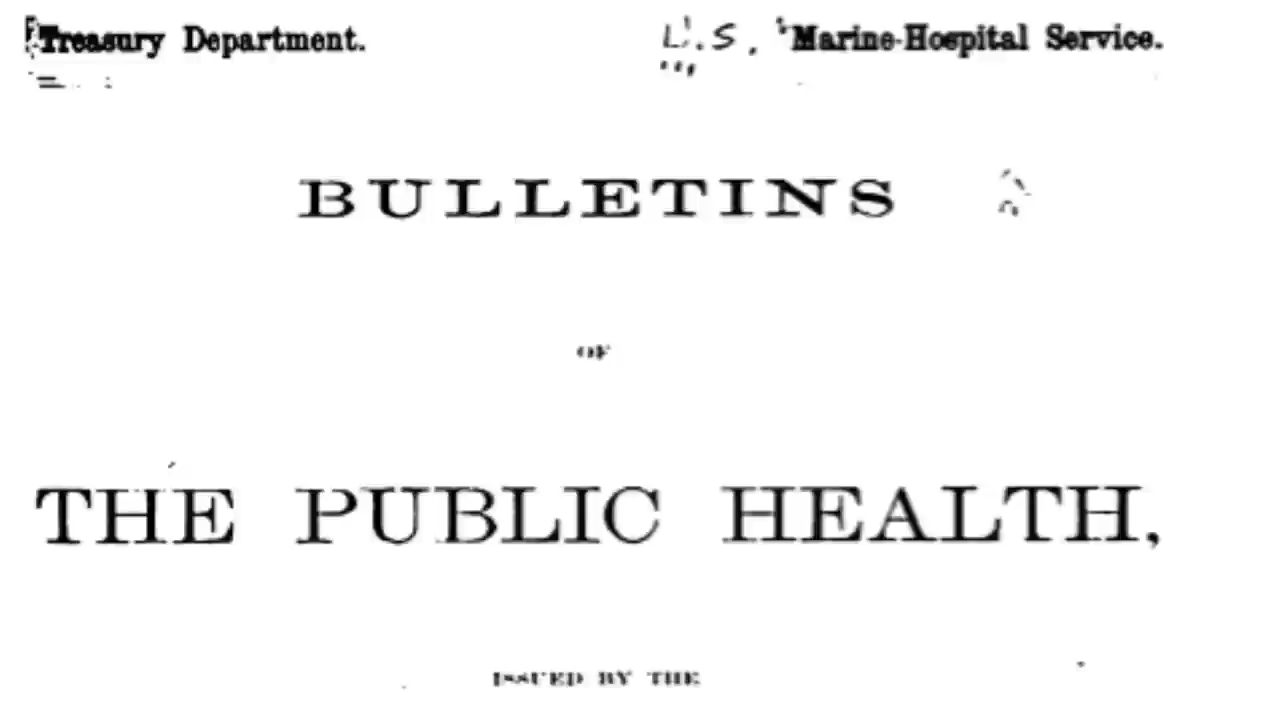 Treasury Department. U.S. Marine-Hospital Service.
BULLETINS
OF
THE PUBLIC HEALTH,
ISSUED BY THE